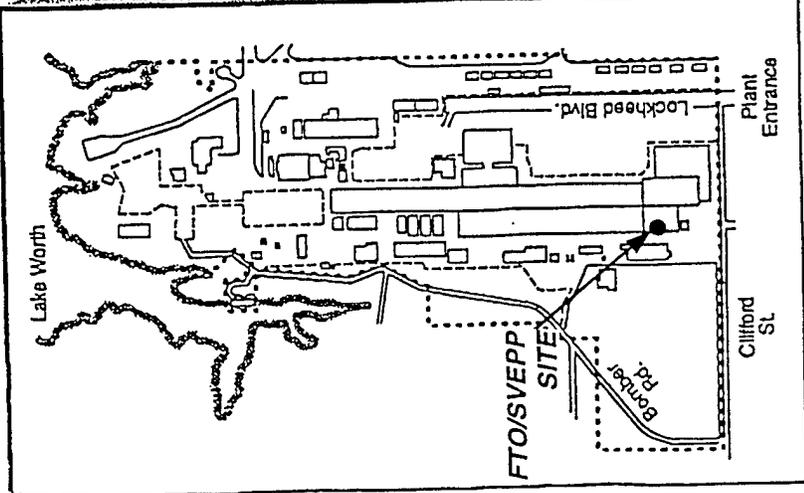 Lake Worth
FTO/SVEPP
SITE
Bomber
Rd.
Lockheed Blvd.
Clifford
St.
Plant
Entrance